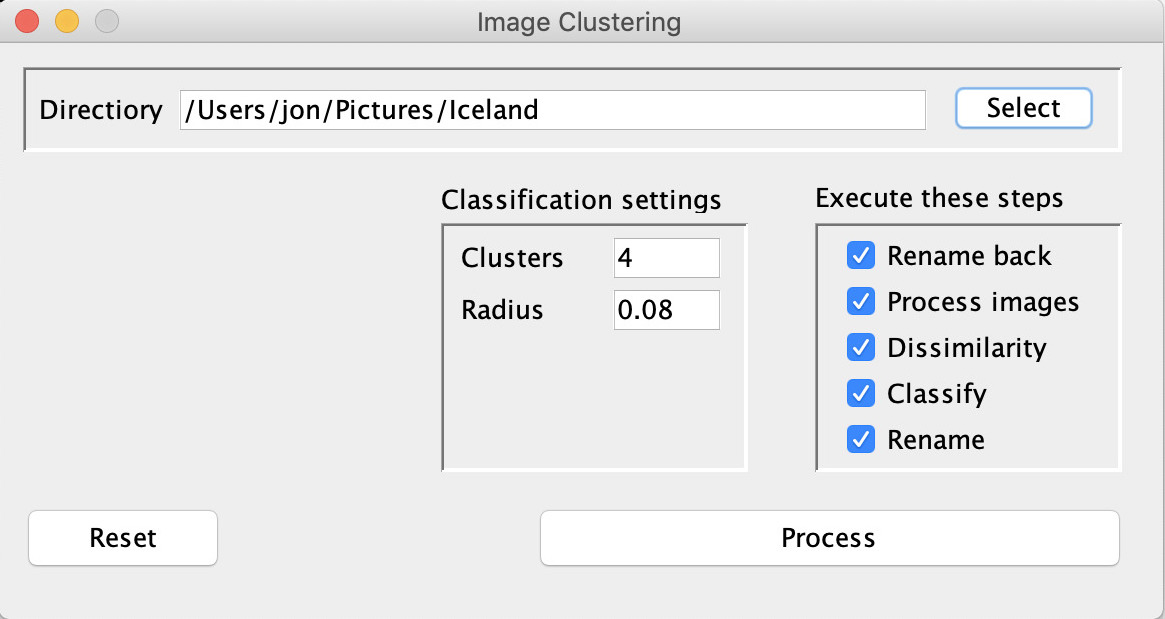 Image Clustering
Directiory /Users/jon/Pictures/Iceland Select
Classification settings
Clusters 4
Radius 0.08
Execute these steps
Rename back
Process images
Dissimilarity
Classify
Rename
Reset Process